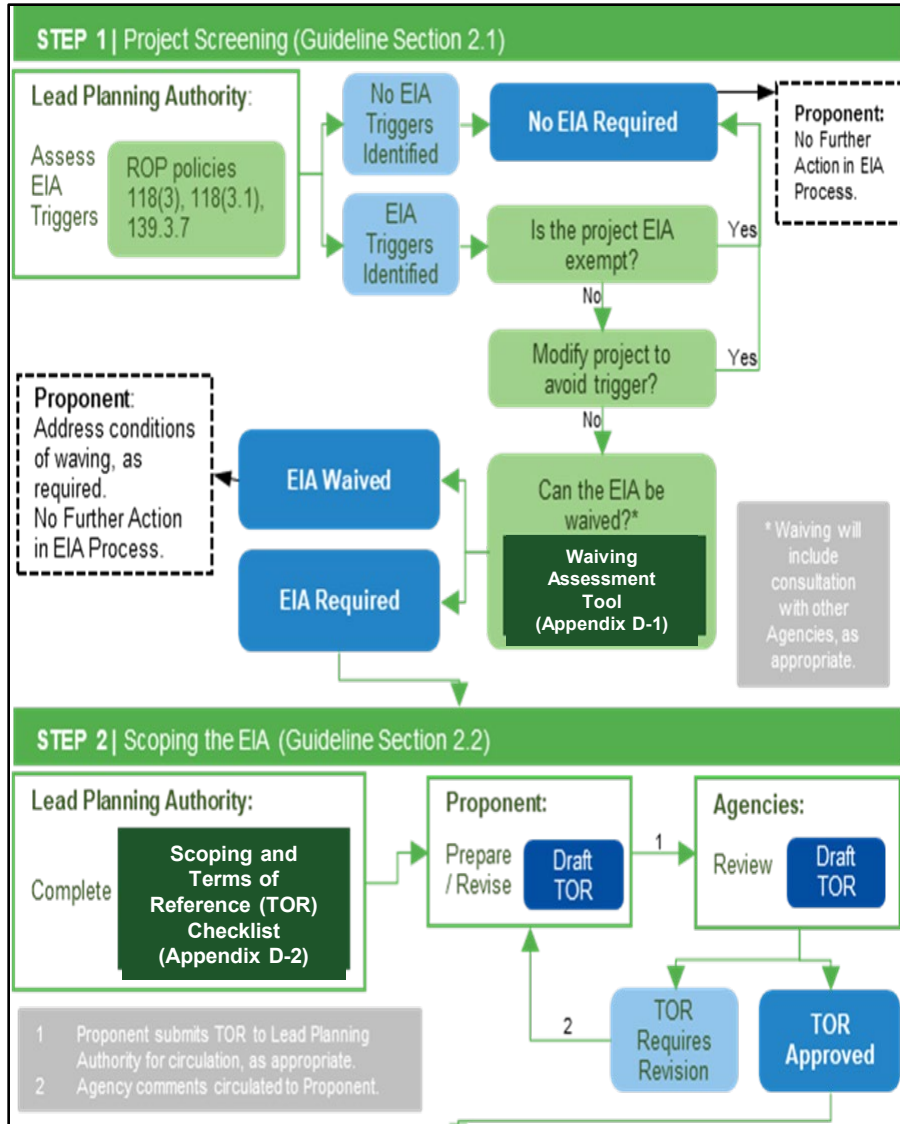 STEP 1 | Project Screening (Guideline Section 2.1)
Lead Planning Authority:
Assess
EIA
Triggers
ROP policies
118(3), 118(3.1),
139.3.7
No EIA
Triggers
Identified
No EIA Required
Proponent:
No Further
Action in EIA
Process.
EIA
Triggers
Identified
Is the project EIA
exempt?
Yes
No
Modify project to
avoid trigger?
Yes
No
Proponent:
Address conditions
of waving, as
required.
No Further Action
in EIA Process.
EIA Waived
EIA Required
Can the EIA be
waived?*
Waiving
Assessment
Tool
(Appendix D-1)
* Waiving will
include
consultation
with other
Agencies, as
appropriate.
STEP 2 | Scoping the EIA (Guideline Section 2.2)
Lead Planning Authority:
Complete
Scoping and
Terms of
Reference (TOR)
Checklist
(Appendix D-2)
Proponent:
Prepare
/ Revise
Draft
TOR
1
Agencies:
Review
Draft
TOR
2
TOR
Requires
Revision
TOR
Approved
1 Proponent submits TOR to Lead Planning
Authority for circulation, as appropriate.
2 Agency comments circulated to Proponent.